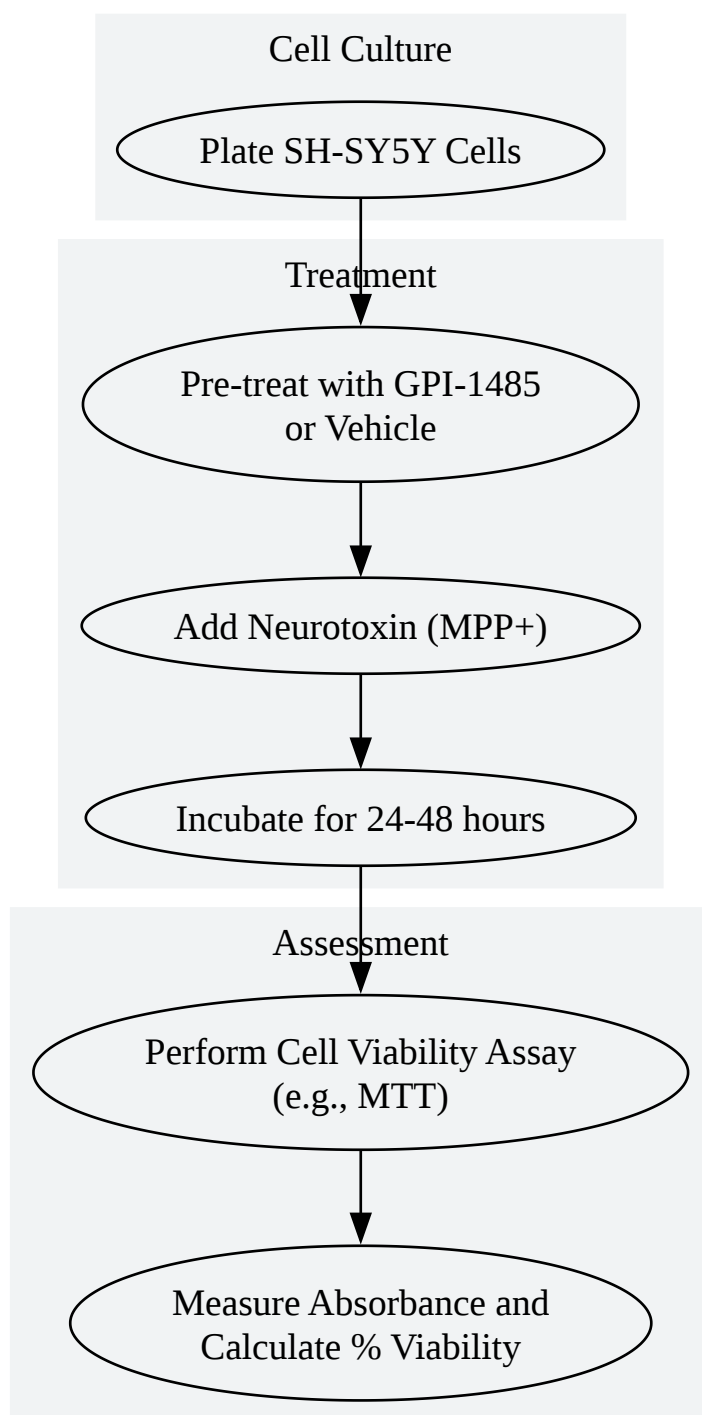 Cell Culture
Plate SH-SY5Y Cells
Treatment
Pre-treat with GPI-1485
or Vehicle
Add Neurotoxin (MPP+)
Incubate for 24-48 hours
Assessment
Perform Cell Viability Assay
(e.g., MTT)
Measure Absorbance and
Calculate % Viability